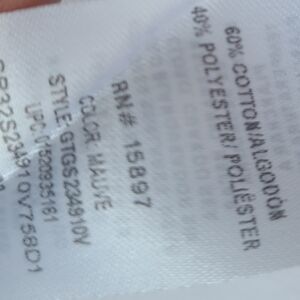 60% COTTON/ALGODÓN
40% POLYESTER/POLIÉSTER
RN# 15897
COLOR MAUVE
STYLE:GTGS234910V